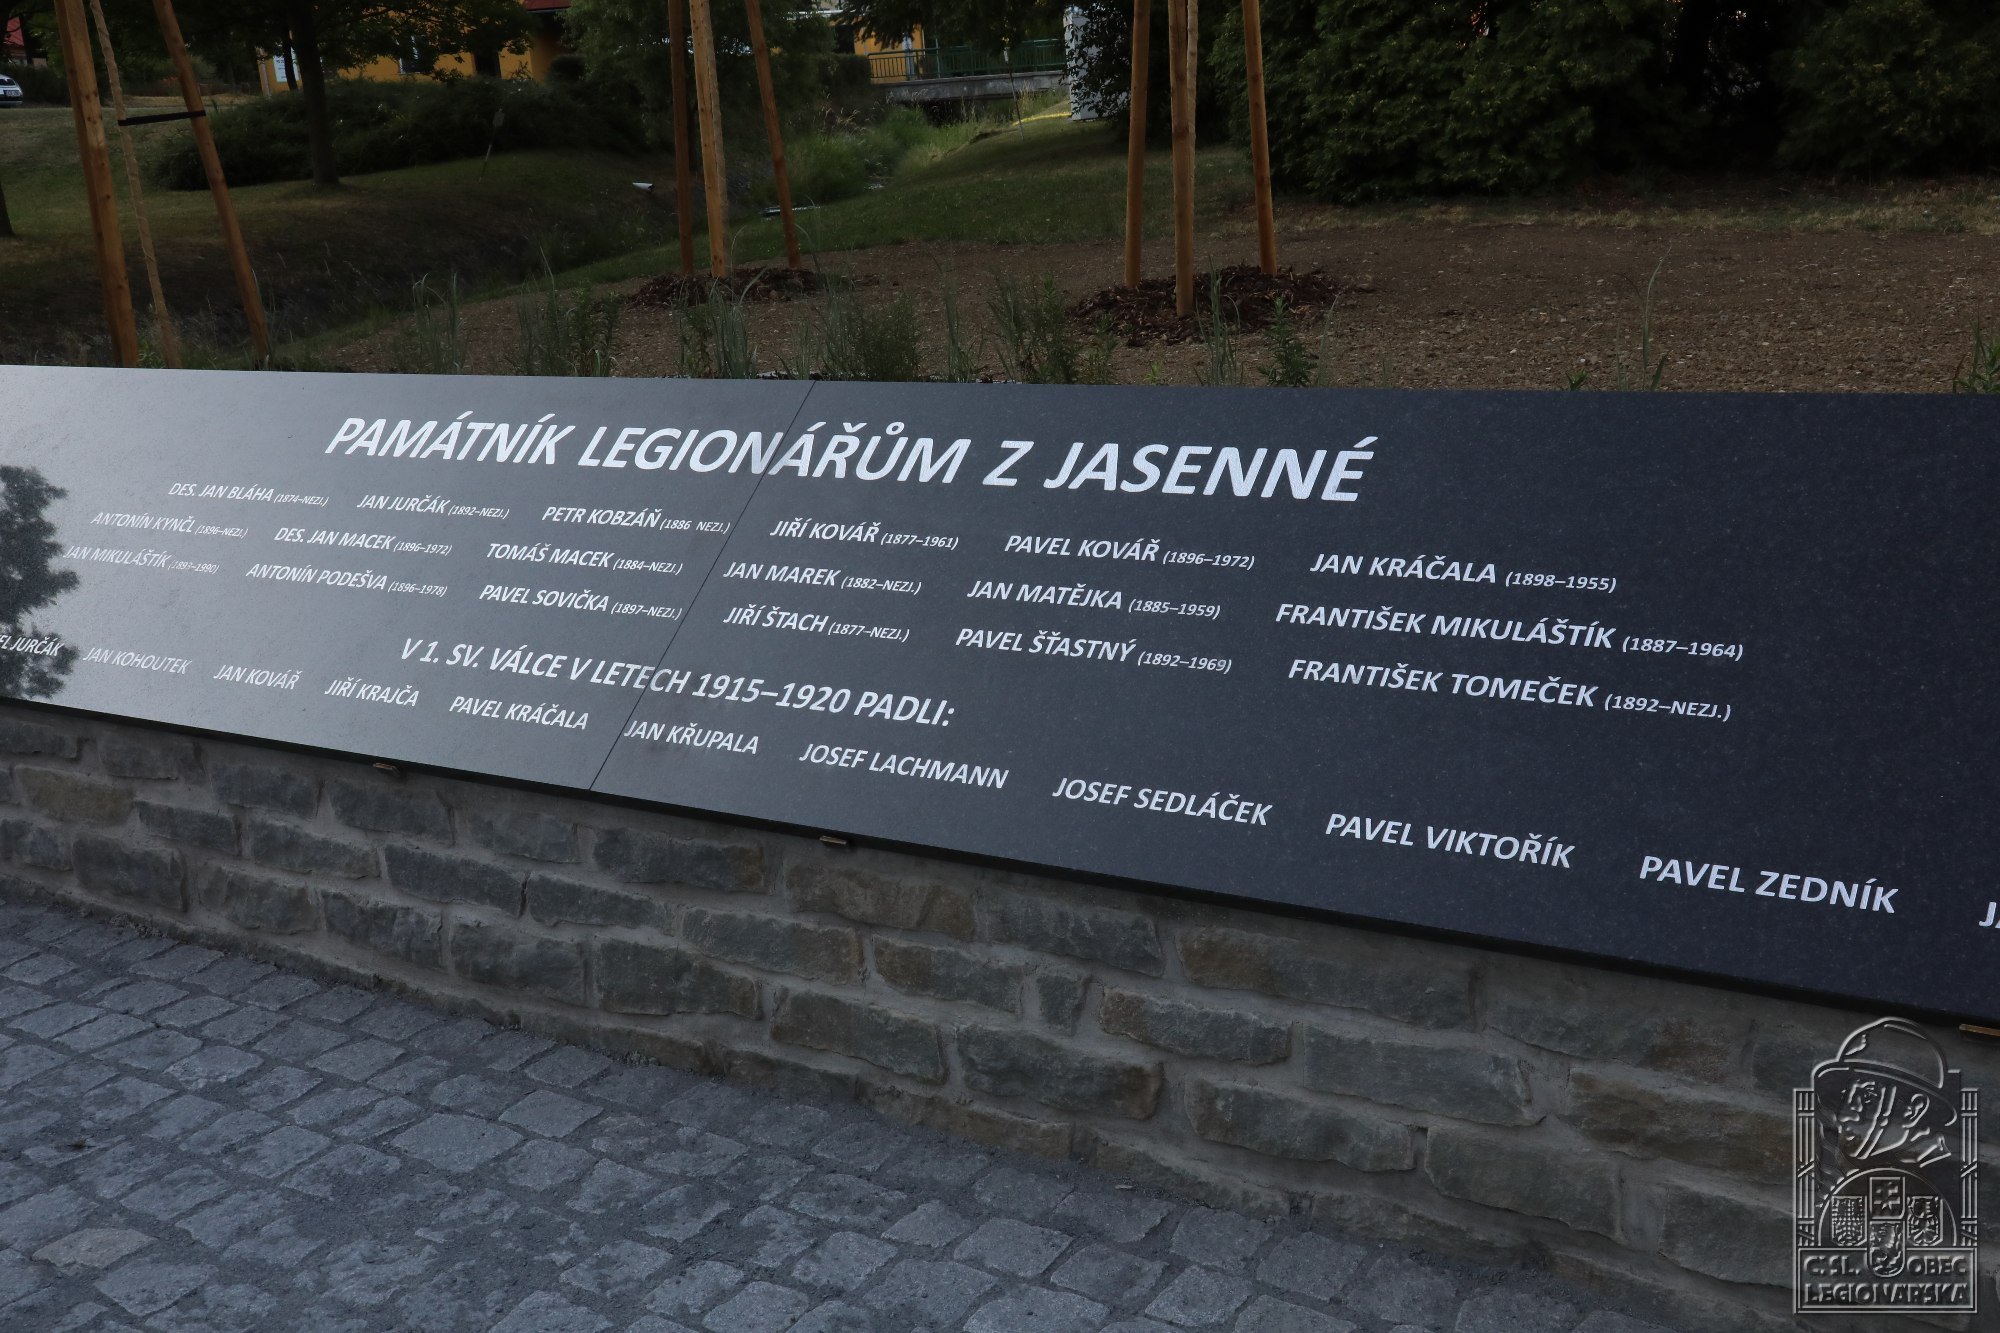 PAMÁTNÍK LEGIONÁŘŮM Z JASENNÉ
DES. JAN BLÁHA (1874–NEZJ.) JAN JURČÁK (1892–NEZJ.) PETR KOBZÁŇ (1886 NEZJ.) JIŘÍ KOVÁŘ (1877–1961) PAVEL KOVÁŘ (1896–1972) JAN KRÁČALA (1898–1955)
ANTONÍN KYNČL (1896–NEZJ.) DES. JAN MACEK (1896–1972) TOMÁŠ MACEK (1884–NEZJ.) JAN MAREK (1882–NEZJ.) JAN MATĚJKA (1885–1959) FRANTIŠEK MIKULÁŠTÍK (1887–1964)
JAN MIKULÁŠTÍK ANTONÍN PODEŠVA (1896–1978) PAVEL SOVIČKA (1897–NEZJ.) JIŘÍ ŠTACH (1877–NEZJ.) PAVEL ŠŤASTNÝ (1892–1969) FRANTIŠEK TOMEČEK (1892–NEZJ.)
V 1. SV. VÁLCE V LETECH 1915–1920 PADLI:
JURČÁK JAN KOHOUTEK JAN KOVÁŘ JIŘÍ KRAJČA PAVEL KRÁČALA JAN KŘUPALA JOSEF LACHMANN JOSEF SEDLÁČEK PAVEL VIKTOŘÍK PAVEL ZEDNÍK
Č.SL. OBEC
LEGIONÁŘSKÁ